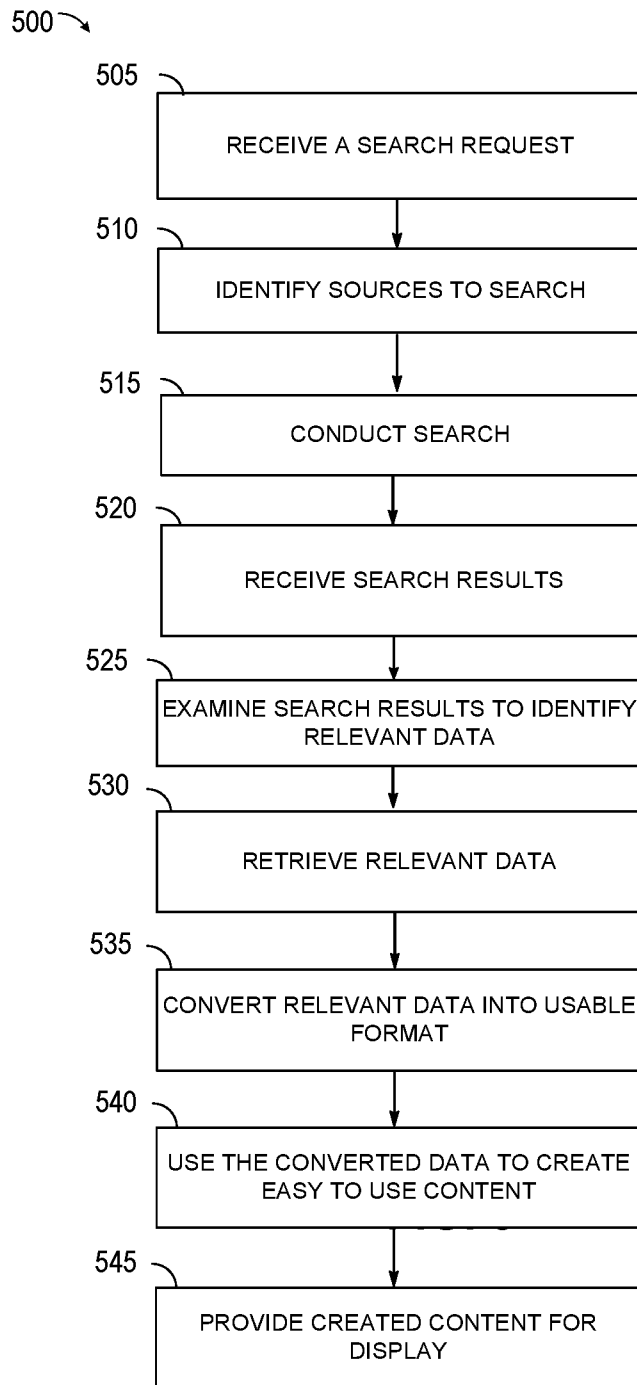 500
505
RECEIVE A SEARCH REQUEST
510
IDENTIFY SOURCES TO SEARCH
515
CONDUCT SEARCH
520
RECEIVE SEARCH RESULTS
525
EXAMINE SEARCH RESULTS TO IDENTIFY
RELEVANT DATA
530
RETRIEVE RELEVANT DATA
535
CONVERT RELEVANT DATA INTO USABLE
FORMAT
540
USE THE CONVERTED DATA TO CREATE
EASY TO USE CONTENT
545
PROVIDE CREATED CONTENT FOR
DISPLAY